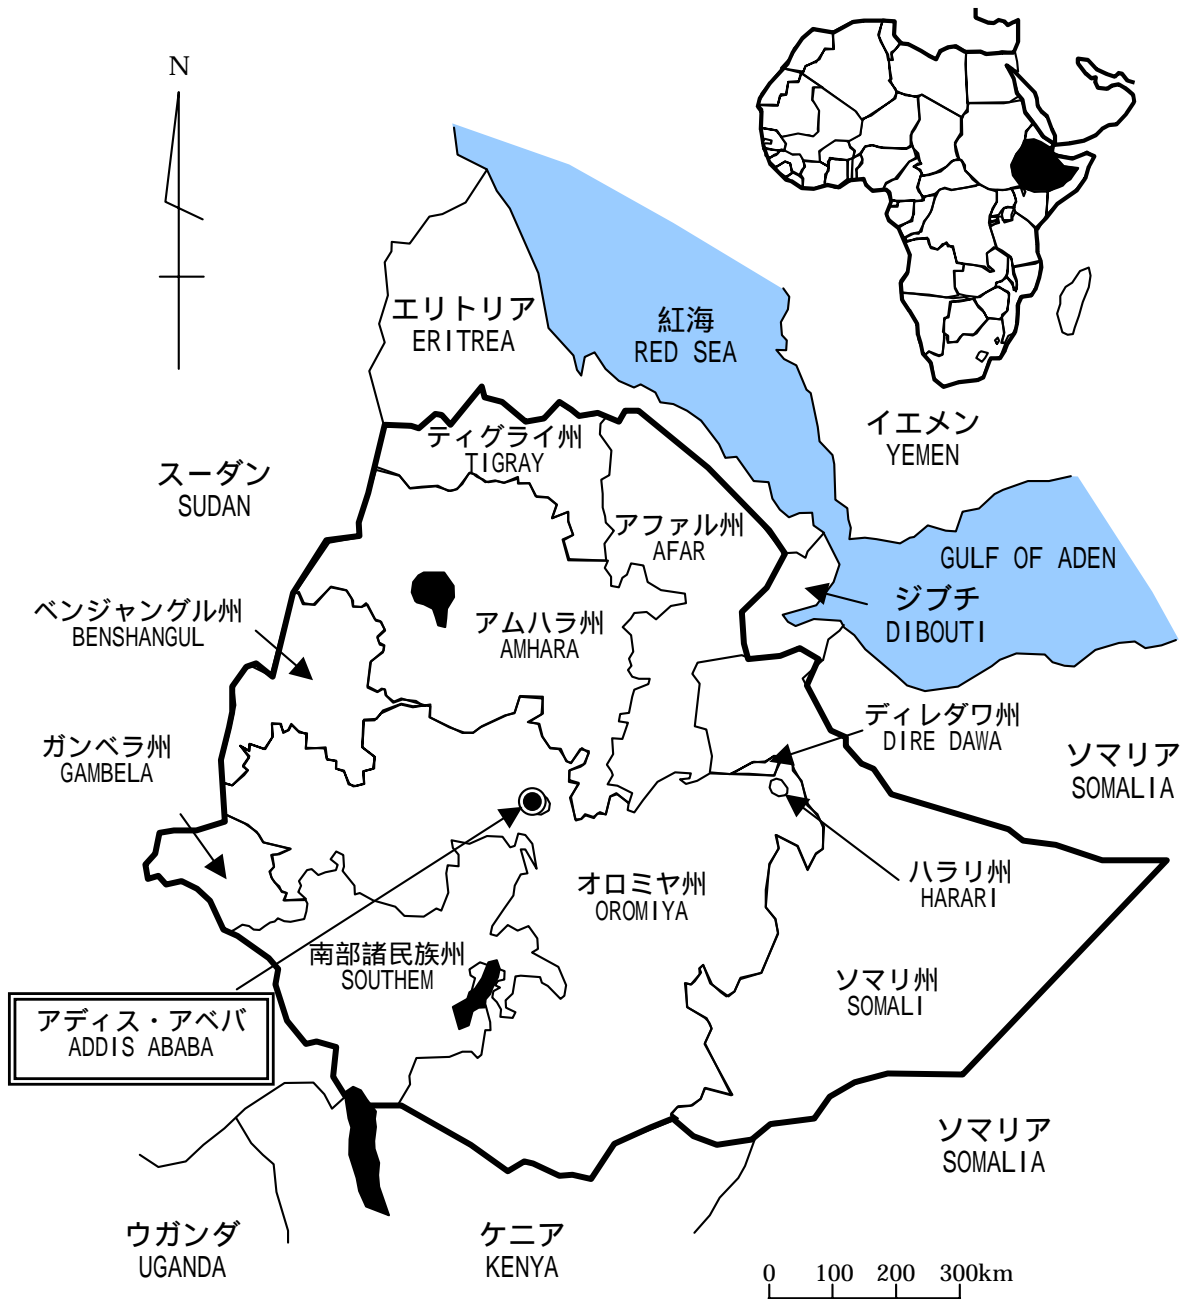 N
エリトリア
ERITREA
紅海
RED SEA
イエメン
YEMEN
スーダン
SUDAN
ティグライ州
TIGRAY
アファル州
AFAR
GULF OF ADEN
ジブチ
DIBOUTI
ベンジャングル州
BENSHANGUL
アムハラ州
AMHARA
ガンベラ州
GAMBELA
ディレダワ州
DIRE DAWA
ソマリア
SOMALIA
オロミヤ州
OROMIYA
ハラリ州
HARARI
南部諸民族州
SOUTHEM
ソマリ州
SOMALI
アディス・アベバ
ADDIS ABABA
ソマリア
SOMALIA
ウガンダ
UGANDA
ケニア
KENYA
0 100 200 300km